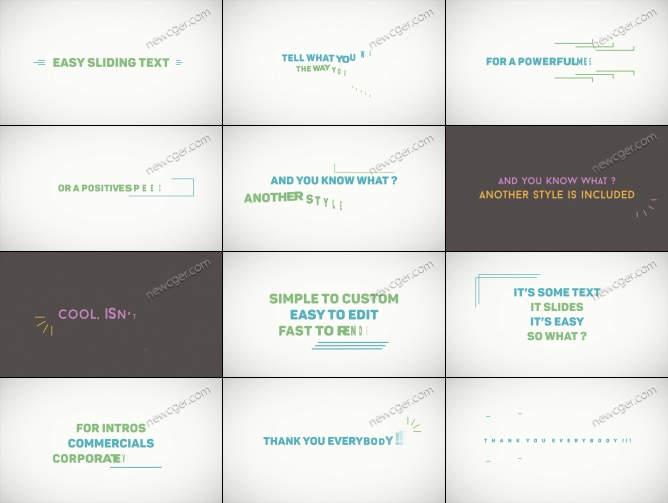 newcger.com
EASY SLIDING TEXT
newcger.com
TELL WHAT YOU
THE WAY YOU
newcger.com
FOR A POWERFUL ME
newcger.com
OR A POSITIVE SPEE
newcger.com
AND YOU KNOW WHAT ?
ANOTHER STYLE
newcger.com
AND YOU KNOW WHAT ?
ANOTHER STYLE IS INCLUDED
newcger.com
COOL, ISN'T
newcger.com
SIMPLE TO CUSTOM
EASY TO EDIT
FAST TO REND
newcger.com
IT'S SOME TEXT
IT SLIDES
IT'S EASY
SO WHAT ?
newcger.com
FOR INTROS
COMMERCIALS
CORPORATE
newcger.com
THANK YOU EVERYBODY !!!
newcger.com
THANK YOU EVERYBODY !!!